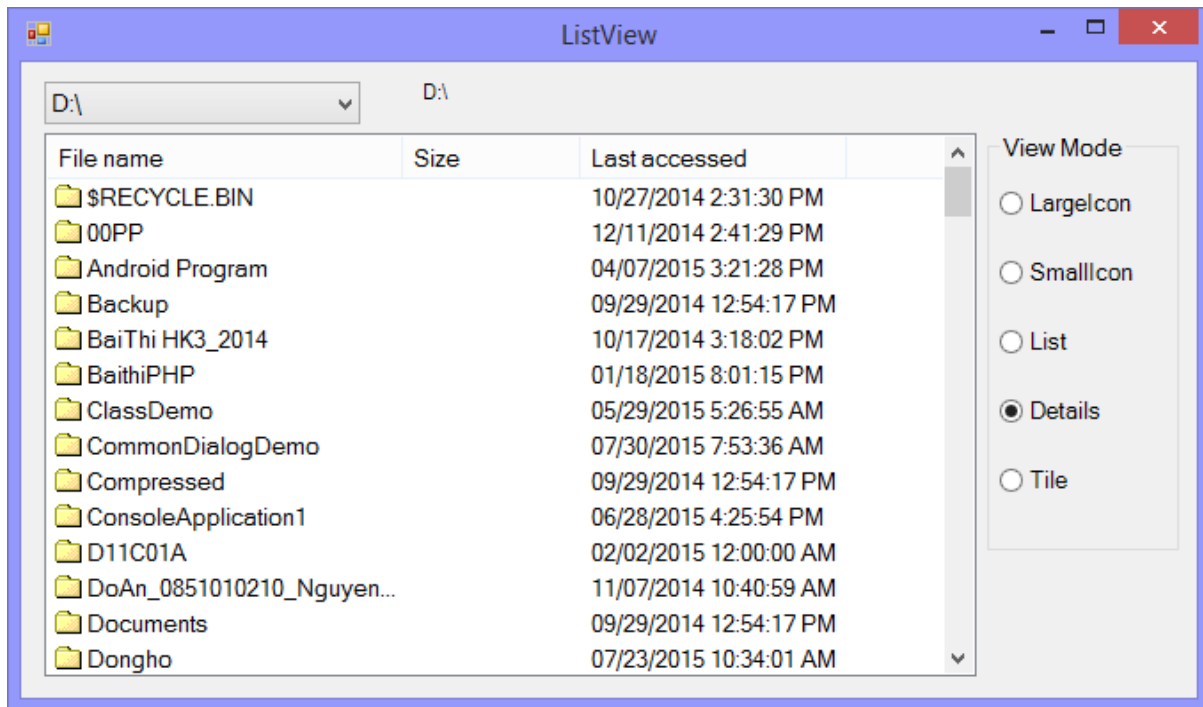 ListView
D:\ D:\
File name Size Last accessed
$RECYCLE.BIN 10/27/2014 2:31:30 PM
00PP 12/11/2014 2:41:29 PM
Android Program 04/07/2015 3:21:28 PM
Backup 09/29/2014 12:54:17 PM
BaiThi HK3_2014 10/17/2014 3:18:02 PM
BaithiPHP 01/18/2015 8:01:15 PM
ClassDemo 05/29/2015 5:26:55 AM
CommonDialogDemo 07/30/2015 7:53:36 AM
Compressed 09/29/2014 12:54:17 PM
ConsoleApplication1 06/28/2015 4:25:54 PM
D11C01A 02/02/2015 12:00:00 AM
DoAn_0851010210_Nguyen... 11/07/2014 10:40:59 AM
Documents 09/29/2014 12:54:17 PM
Dongho 07/23/2015 10:34:01 AM
View Mode
LargeIcon
SmallIcon
List
Details
Tile